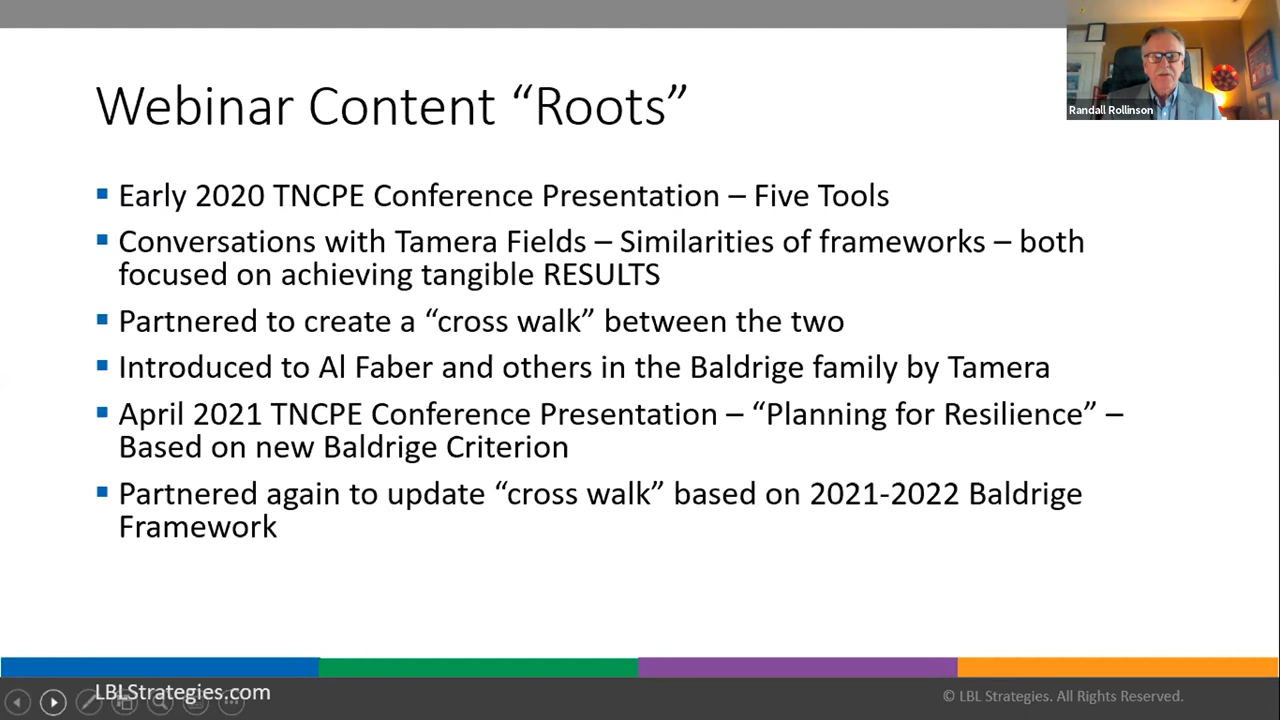 Webinar Content “Roots”
Randall Rollinson
▪ Early 2020 TNCPE Conference Presentation – Five Tools
▪ Conversations with Tamera Fields – Similarities of frameworks – both
focused on achieving tangible RESULTS
▪ Partnered to create a “cross walk” between the two
▪ Introduced to Al Faber and others in the Baldrige family by Tamera
▪ April 2021 TNCPE Conference Presentation – “Planning for Resilience” –
Based on new Baldrige Criterion
▪ Partnered again to update “cross walk” based on 2021-2022 Baldrige
Framework
LBLStrategies.com
© LBL Strategies. All Rights Reserved.